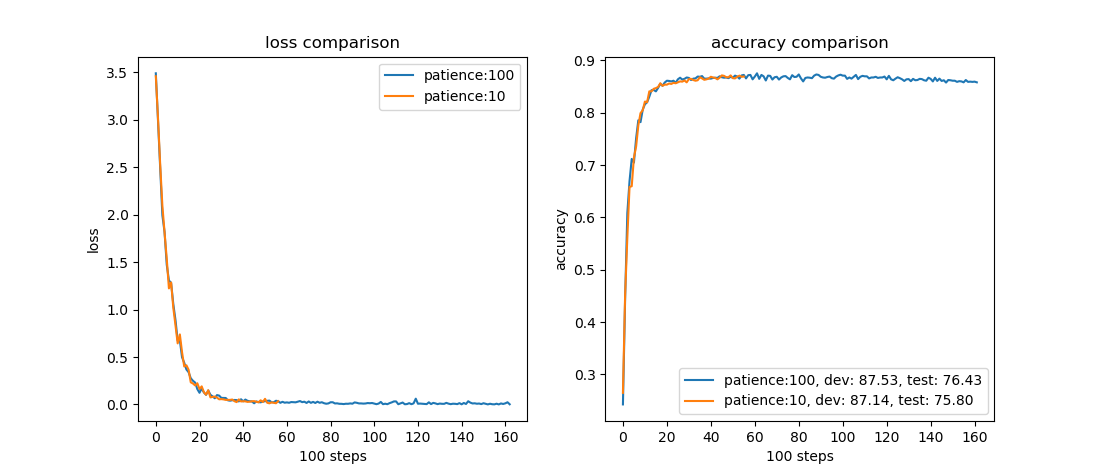 loss comparison
3.5
3.0
2.5
2.0
1.5
1.0
0.5
0.0
loss
patience:100
patience:10
0 20 40 60 80 100 120 140 160
100 steps
accuracy comparison
0.9
0.8
0.7
0.6
0.5
0.4
0.3
accuracy
patience:100, dev: 87.53, test: 76.43
patience:10, dev: 87.14, test: 75.80
0 20 40 60 80 100 120 140 160
100 steps